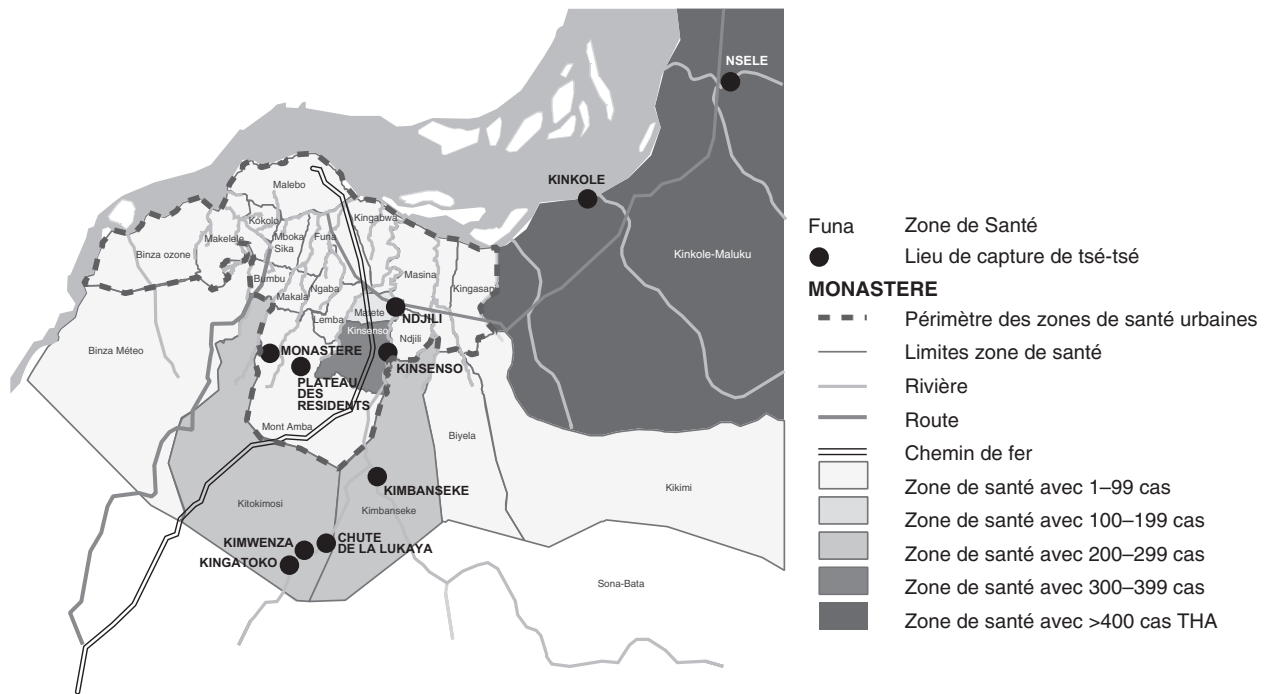 NSELE
KINKOLE
Malebo
Kingabwa
Kokolo
Makelele
Mboka
Sika
Funa
Binza ozone
Kinkole-Maluku
Masina
Bumbu
Ngaba
Kingasani
Makala
Matete
Lemba
NDJILI
Kinsenso
Ndjili
Binza Météo
MONASTERE
KINSENSO
PLATEAU
DES
RESIDENTS
Mont Amba
Biyela
KIMBANSEKE
Kikimi
Kitokimosi
Kimbanseke
KIMWENZA
CHUTE
DE LA LUKAYA
KINGATOKO
Sona-Bata
Funa Zone de Santé
Lieu de capture de tsé-tsé
MONASTERE
Périmètre des zones de santé urbaines
Limites zone de santé
Rivière
Route
Chemin de fer
Zone de santé avec 1–99 cas
Zone de santé avec 100–199 cas
Zone de santé avec 200–299 cas
Zone de santé avec 300–399 cas
Zone de santé avec >400 cas THA